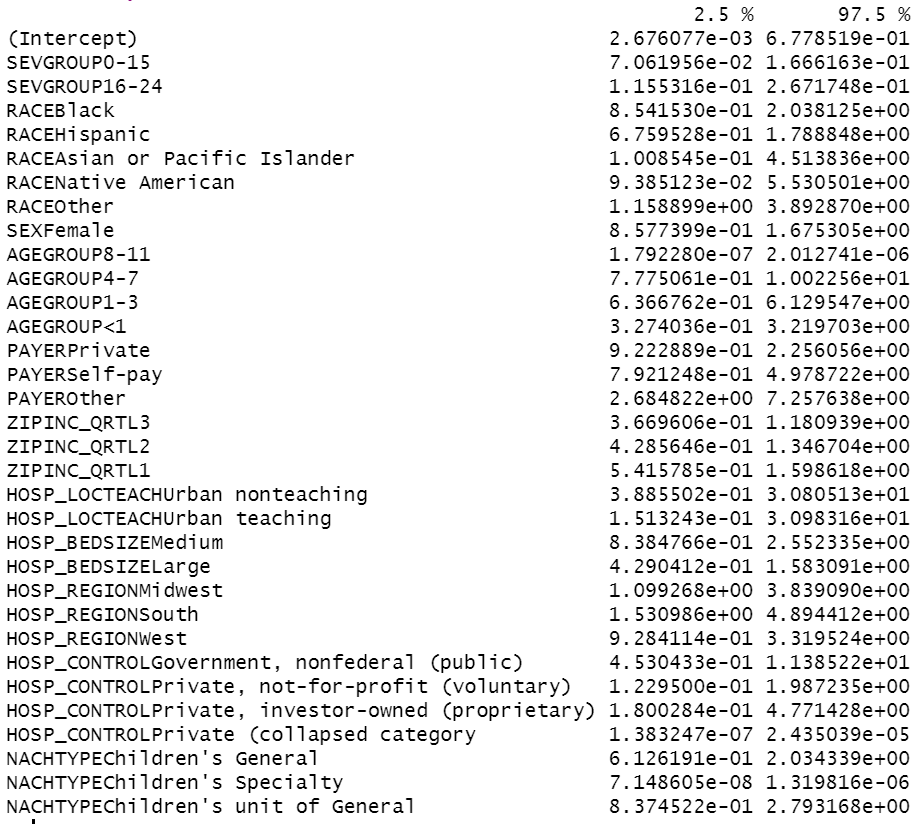 2.5 % 97.5 %
(Intercept) 2.676077e-03 6.778519e-01
SEVGROUP0-15 7.061956e-02 1.666163e-01
SEVGROUP16-24 1.155316e-01 2.671748e-01
RACEBlack 8.541530e-01 2.038125e+00
RACEHispanic 6.759528e-01 1.788848e+00
RACEAsian or Pacific Islander 1.008545e-01 4.513836e+00
RACENative American 9.385123e-02 5.530501e+00
RACEOther 1.158899e+00 3.892870e+00
SEXFemale 8.577399e-01 1.675305e+00
AGEGROUP8-11 1.792280e-07 2.012741e-06
AGEGROUP4-7 7.775061e-01 1.002256e+01
AGEGROUP1-3 6.366762e-01 6.129547e+00
AGEGROUP<1 3.274036e-01 3.219703e+00
PAYERPrivate 9.222889e-01 2.256056e+00
PAYERSelf-pay 7.921248e-01 4.978722e+00
PAYEROther 2.684822e+00 7.257638e+00
ZIPINC_QRTL3 3.669606e-01 1.180939e+00
ZIPINC_QRTL2 4.285646e-01 1.346704e+00
ZIPINC_QRTL1 5.415785e-01 1.598618e+00
HOSP_LOCTEACHUrban nonteaching 3.885502e-01 3.080513e+01
HOSP_LOCTEACHUrban teaching 1.513243e-01 3.098316e+01
HOSP_BEDSIZEMedium 8.384766e-01 2.552335e+00
HOSP_BEDSIZELarge 4.290412e-01 1.583091e+00
HOSP_REGIONMidwest 1.099268e+00 3.839090e+00
HOSP_REGIONSouth 1.530986e+00 4.894412e+00
HOSP_REGIONWest 9.284114e-01 3.319524e+00
HOSP_CONTROLGovernment, nonfederal (public) 4.530433e-01 1.138522e+01
HOSP_CONTROLPrivate, not-for-profit (voluntary) 1.229500e-01 1.987235e+00
HOSP_CONTROLPrivate, investor-owned (proprietary) 1.800284e-01 4.771428e+00
HOSP_CONTROLPrivate (collapsed category 1.383247e-07 2.435039e-05
NACHTYPEChildren's General 6.126191e-01 2.034339e+00
NACHTYPEChildren's Specialty 7.148605e-08 1.319816e-06
NACHTYPEChildren's unit of General 8.374522e-01 2.793168e+00